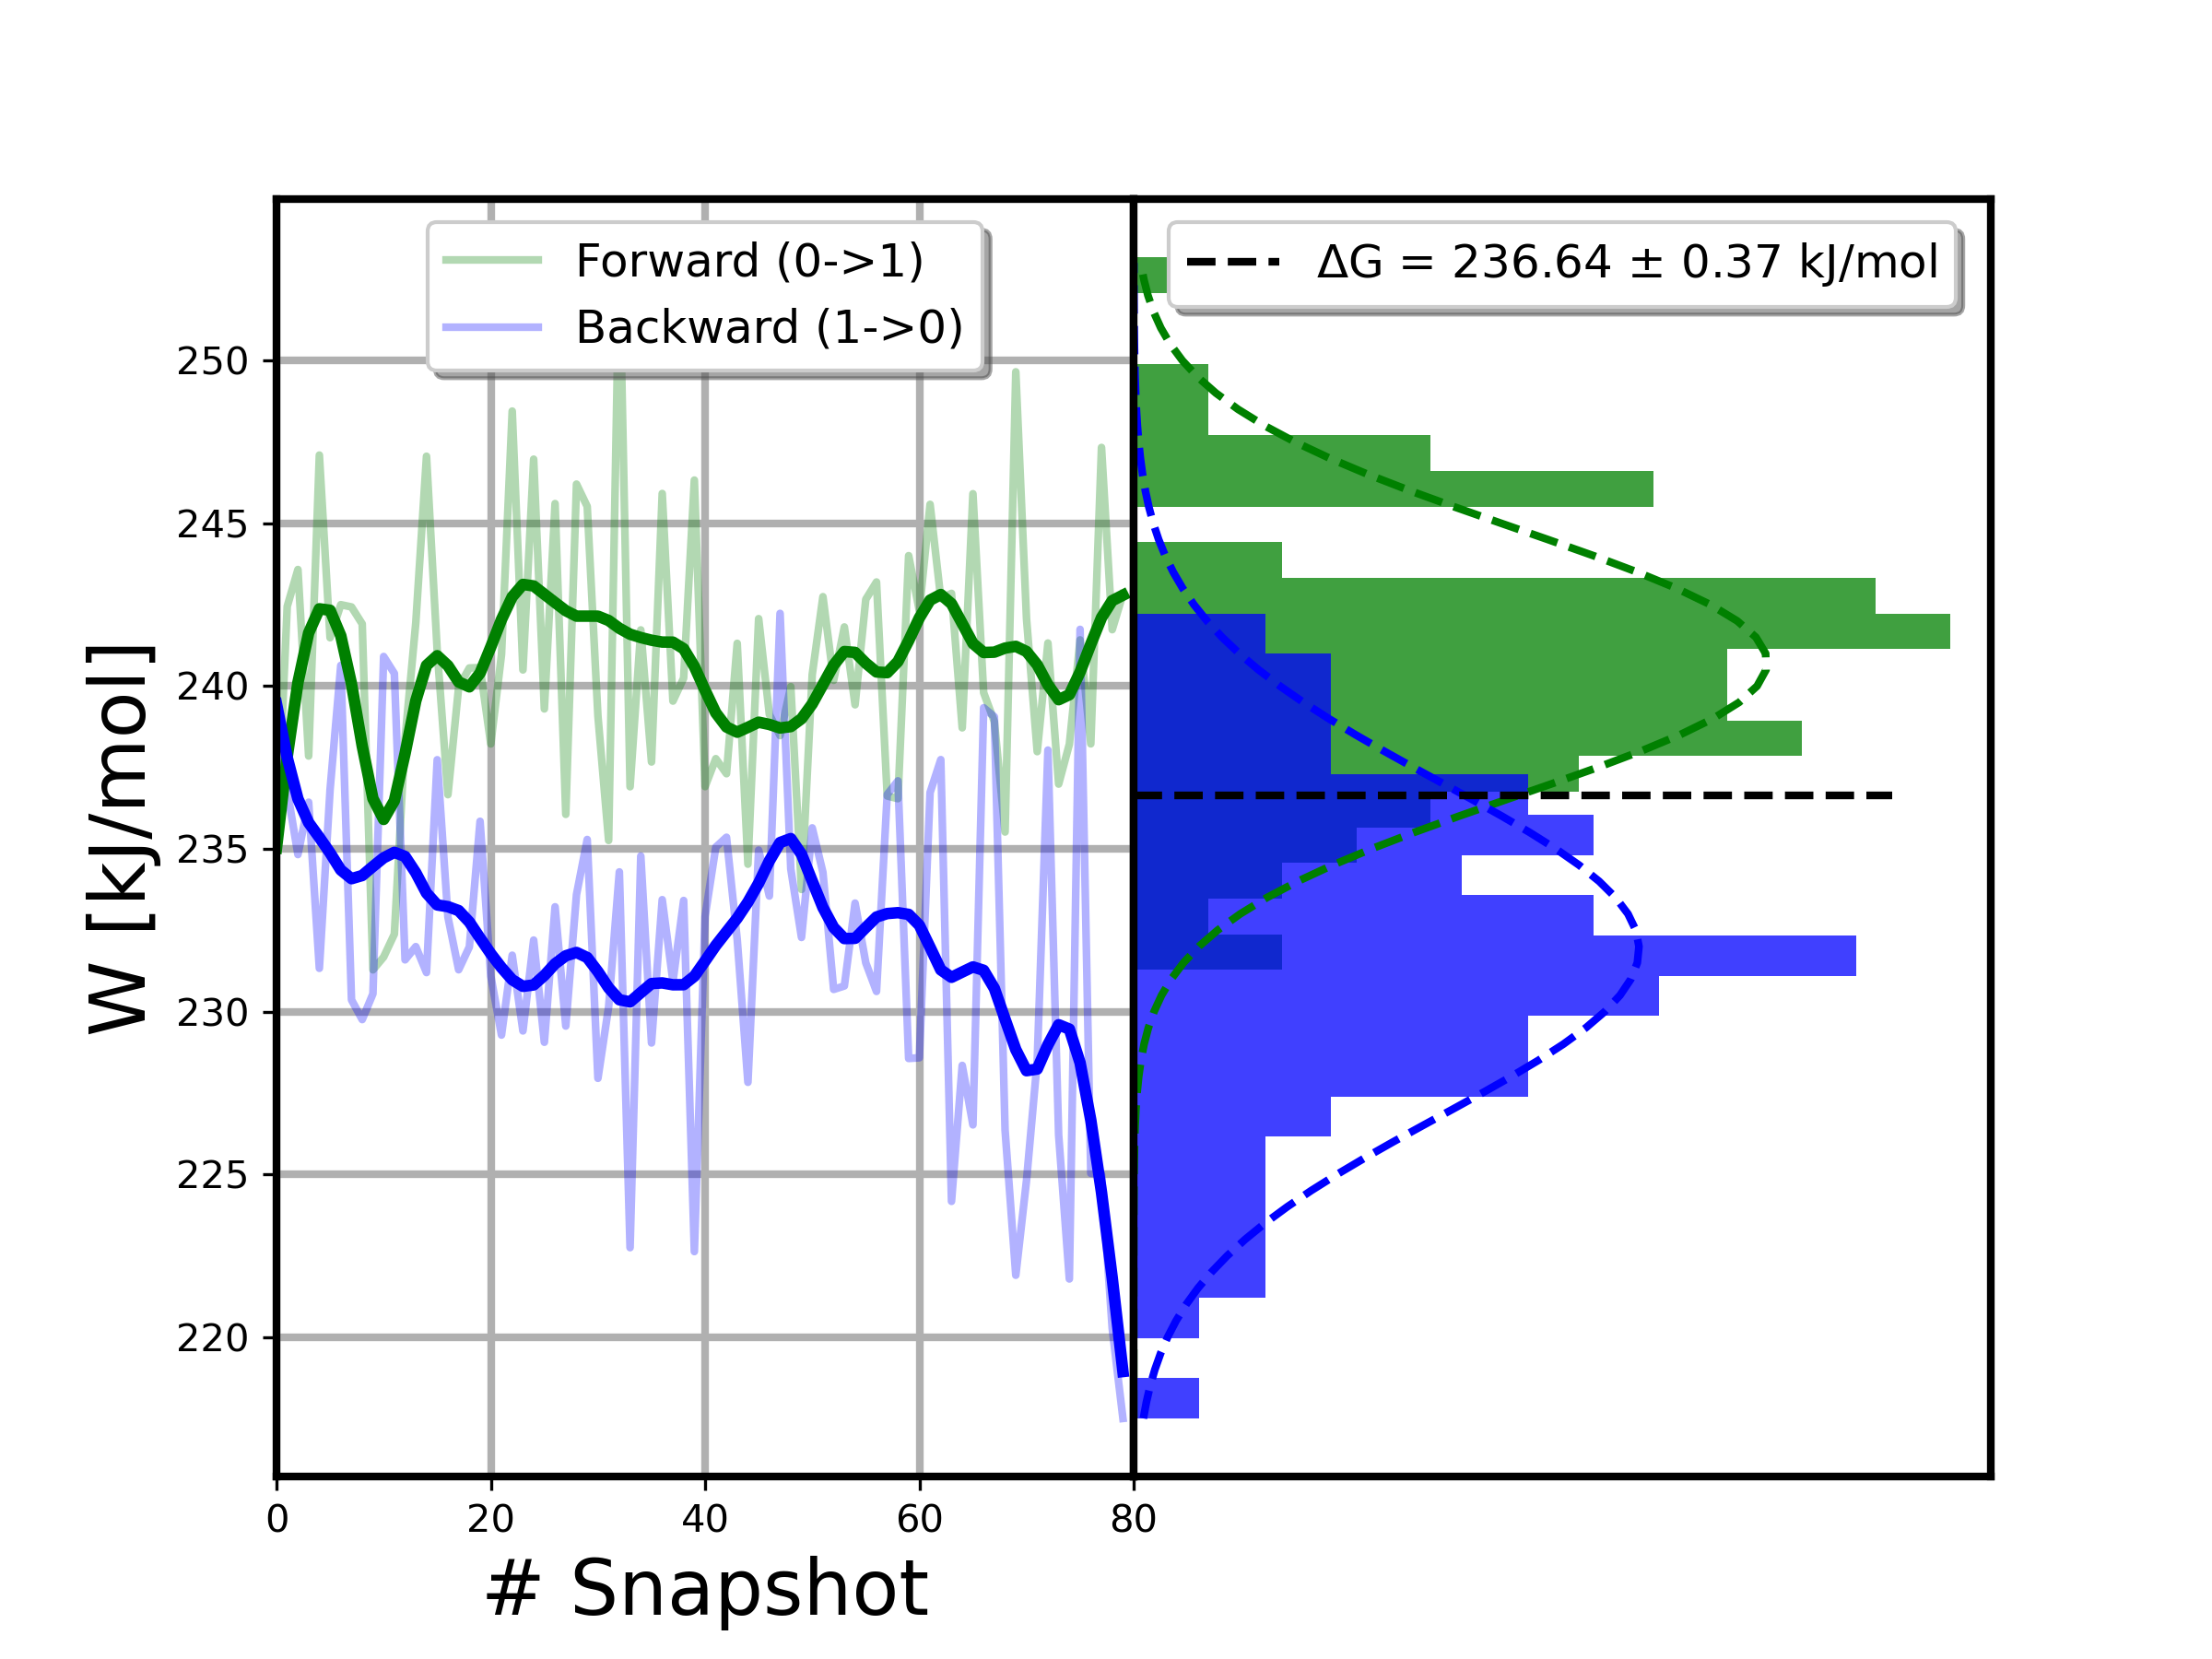 Forward (0->1)
Backward (1->0)
ΔG = 236.64 ± 0.37 kJ/mol
W [kJ/mol]
250
245
240
235
230
225
220
0 20 40 60 80
# Snapshot